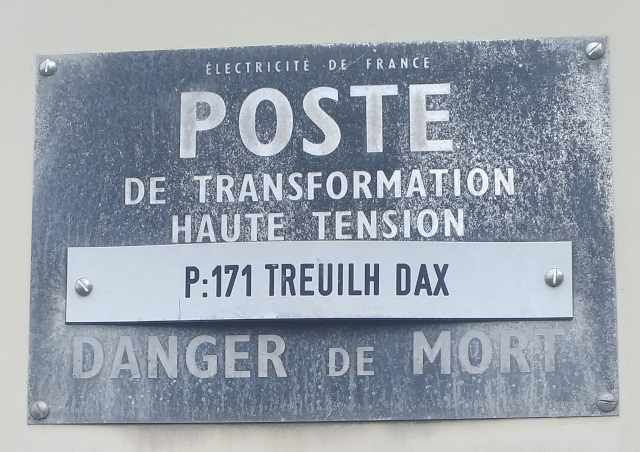 ÉLECTRICITÉ DE FRANCE
POSTE
DE TRANSFORMATION
HAUTE TENSION
P:171 TREUILH DAX
DANGER DE MORT